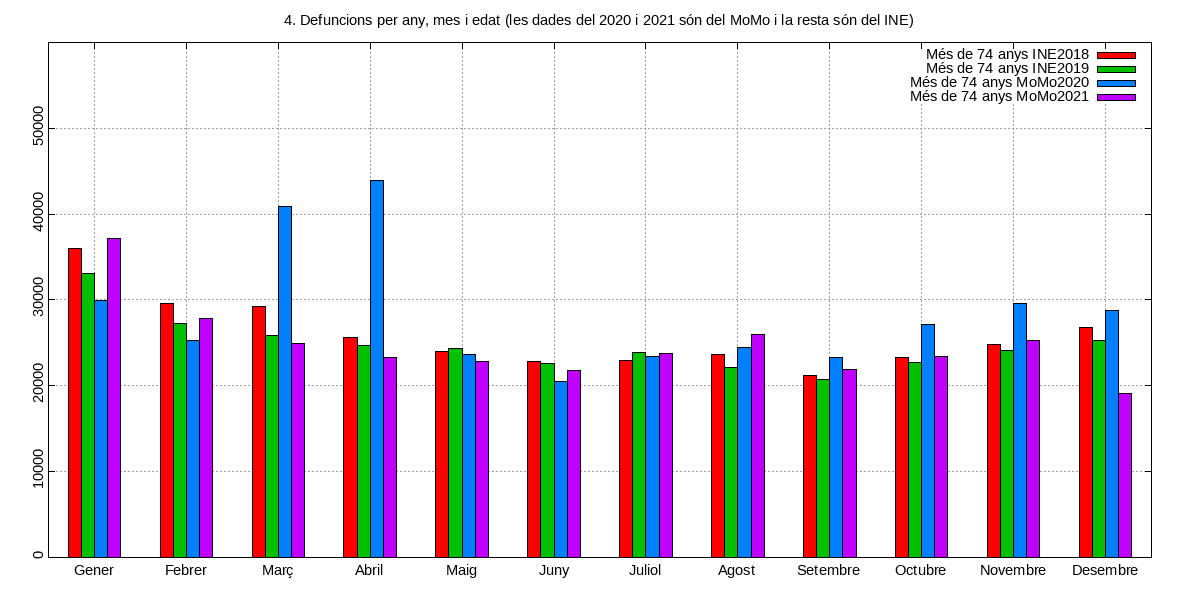 4. Defuncions per any, mes i edat (les dades del 2020 i 2021 són del MoMo i la resta són del INE)
Més de 74 anys INE2018
Més de 74 anys INE2019
Més de 74 anys MoMo2020
Més de 74 anys MoMo2021
50000
40000
30000
20000
10000
0
Gener Febrer Març Abril Maig Juny Juliol Agost Setembre Octubre Novembre Desembre